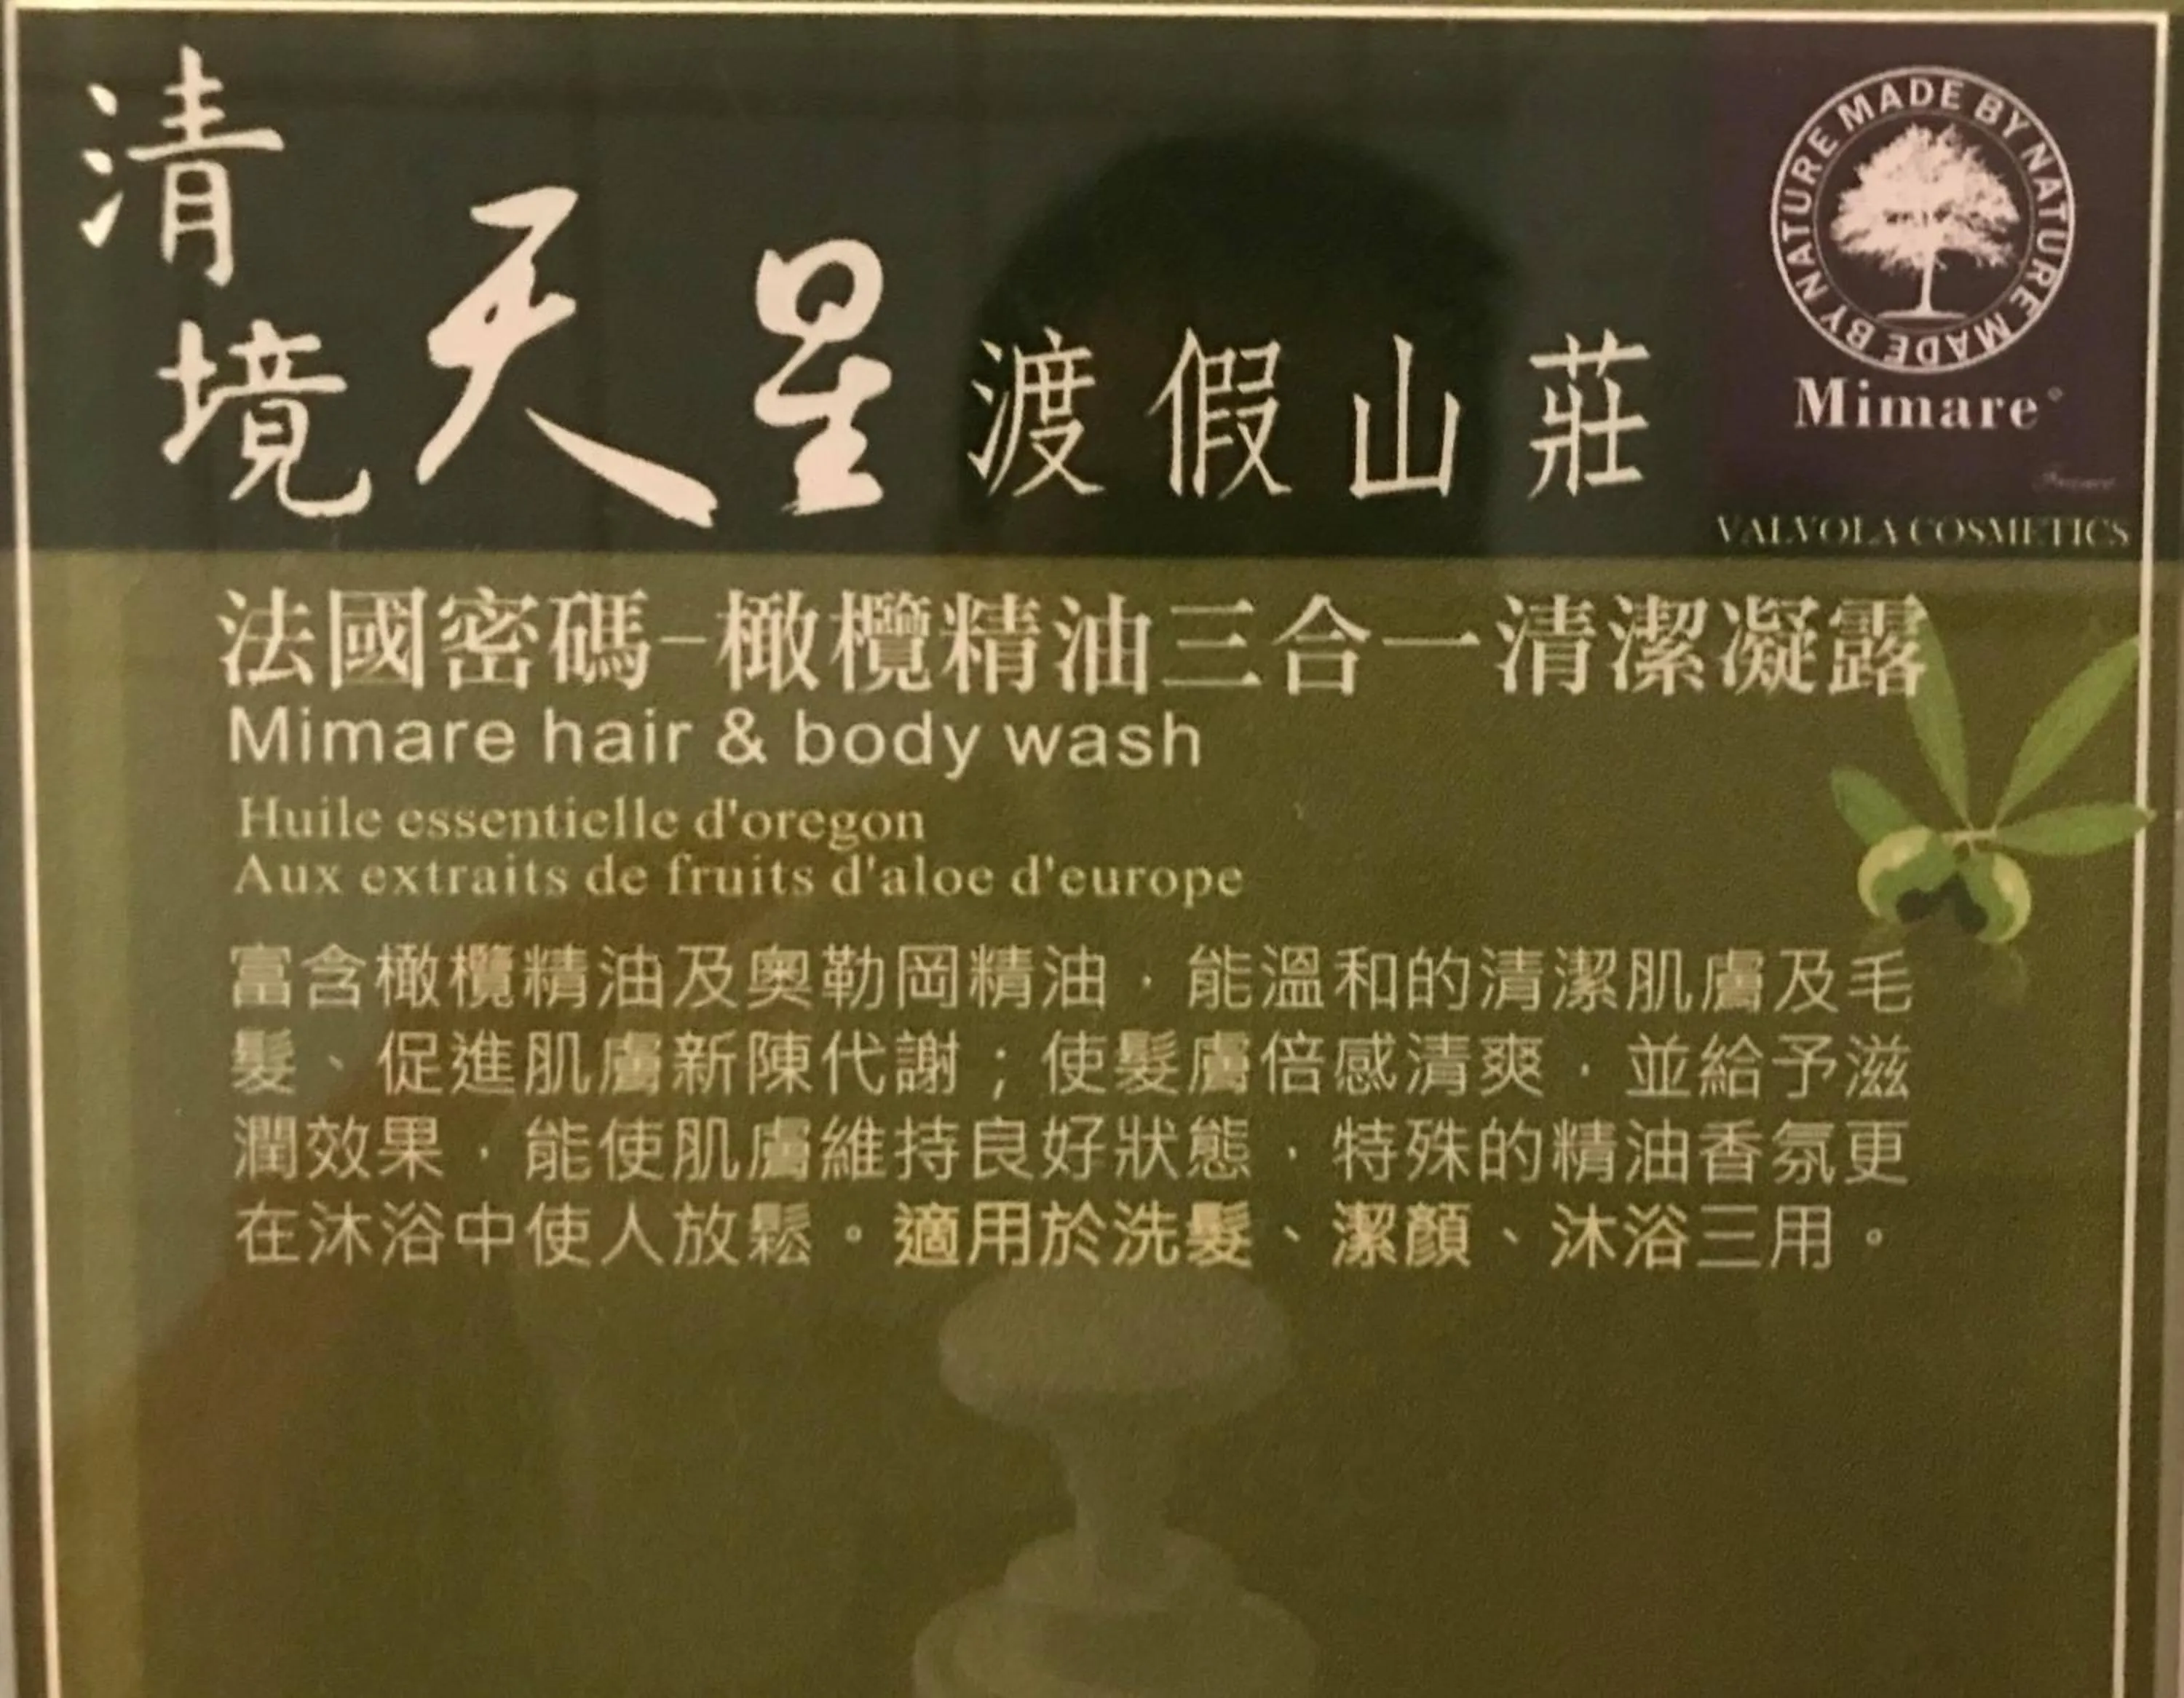 清境天星渡假山莊
MADE BY NATURE MADE BY NATURE
Mimare
VALVOLA COSMETICS
法國密碼-橄欖精油三合一清潔凝露
Mimare hair & body wash
Huile essentielle d'oregon
Aux extraits de fruits d'aloe d'europe
富含橄欖精油及奧勒岡精油，能溫和的清潔肌膚及毛
髮、促進肌膚新陳代謝；使髮膚倍感清爽，並給予滋
潤效果，能使肌膚維持良好狀態，特殊的精油香氛更
在沐浴中使人放鬆。適用於洗髮、潔顏、沐浴三用。